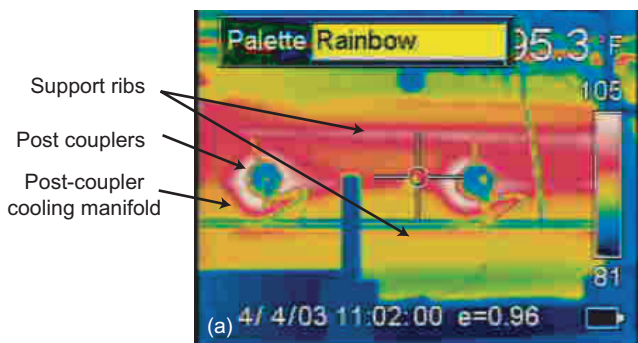 Palette Rainbow 95.3 °F
105
Support ribs
Post couplers
Post-coupler
cooling manifold
81
(a) 4/ 4/03 11:02:00 e=0.96